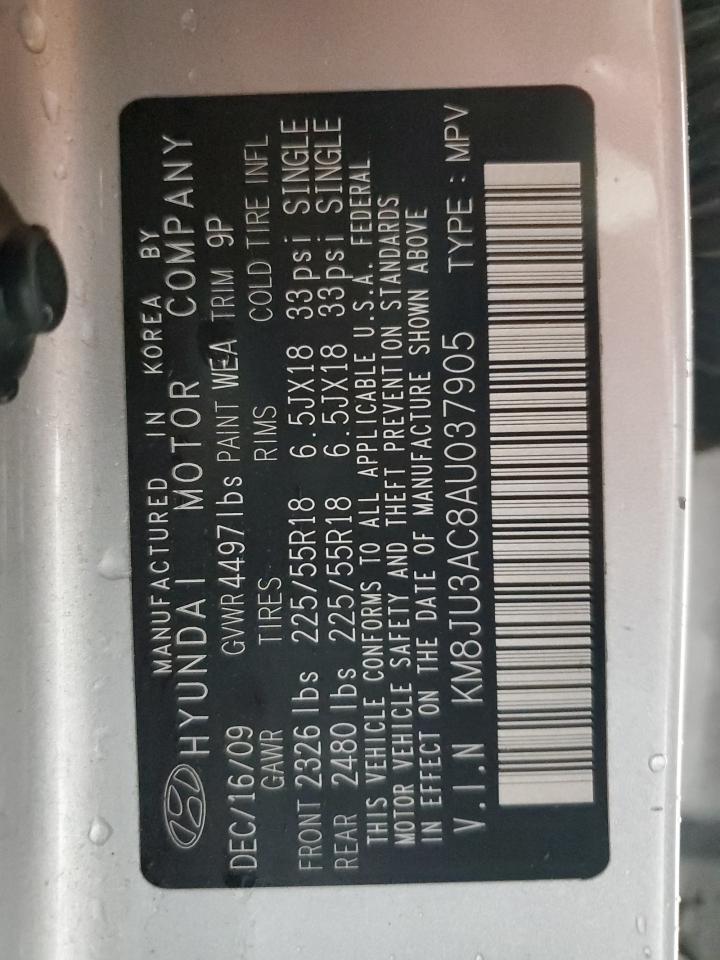 MANUFACTURED IN KOREA BY
HYUNDAI MOTOR COMPANY
DEC/16/09 GVWR 4497lbs PAINT WEA TRIM 9P
GAWR TIRES RIMS COLD TIRE INFL
FRONT 2326 lbs 225/55R18 6.5JX18 33psi SINGLE
REAR 2480 lbs 225/55R18 6.5JX18 33psi SINGLE
THIS VEHICLE CONFORMS TO ALL APPLICABLE U.S.A. FEDERAL
MOTOR VEHICLE SAFETY AND THEFT PREVENTION STANDARDS
IN EFFECT ON THE DATE OF MANUFACTURE SHOWN ABOVE
V.I.N KM8JU3AC8AU037905 TYPE : MPV